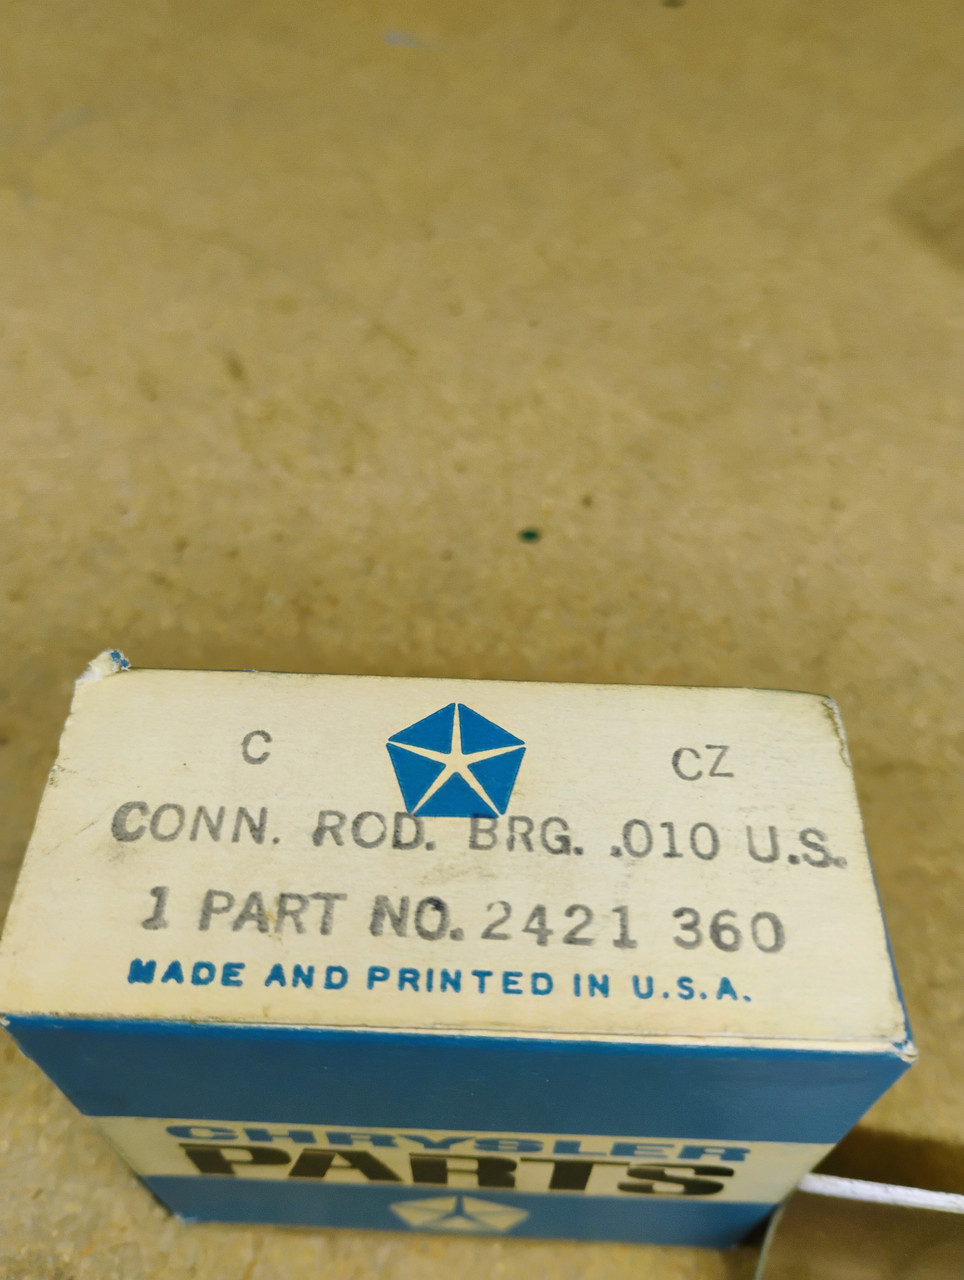 C CZ
CONN. ROD. BRG. .010 U.S.
1 PART NO. 2421 360
MADE AND PRINTED IN U.S.A.
CHRYSLER
PARTS